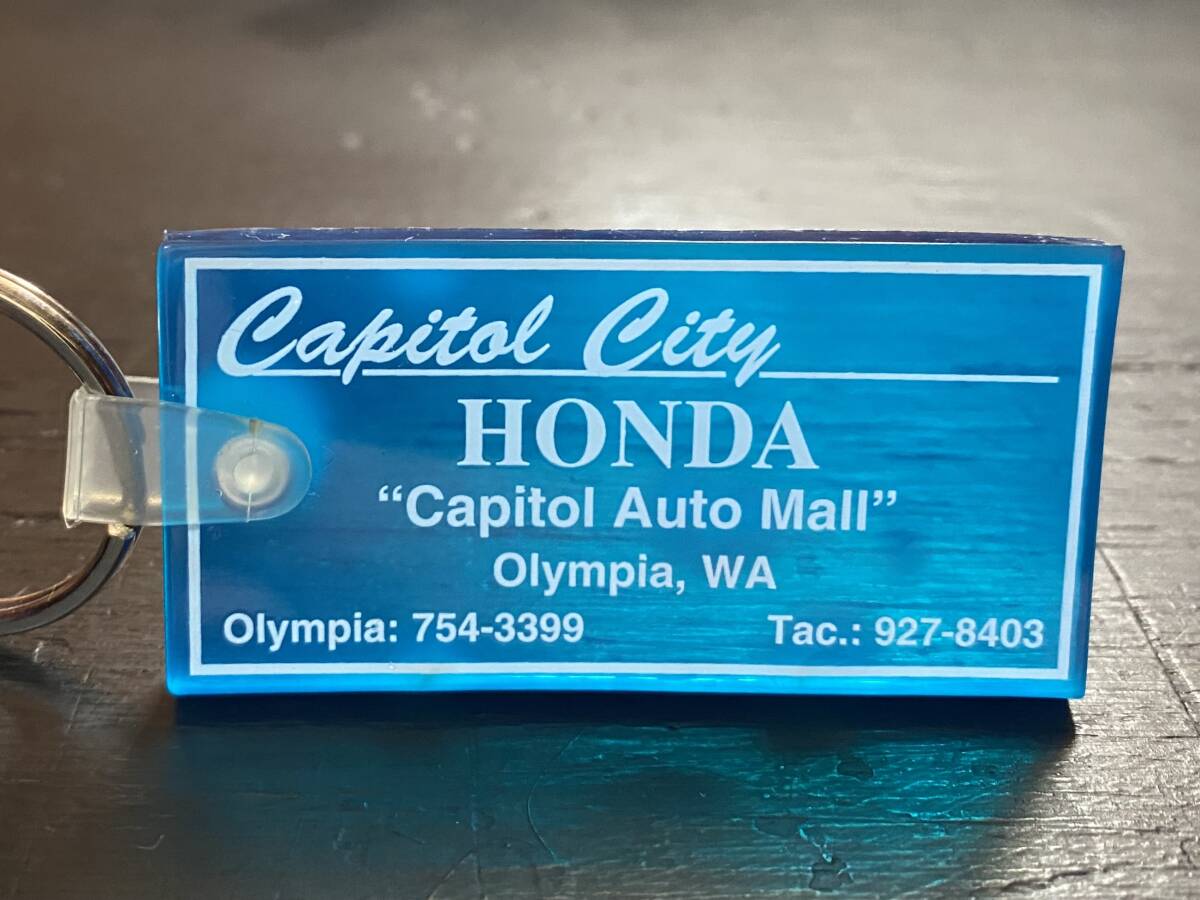 Capitol City
HONDA
“Capitol Auto Mall”
Olympia, WA
Olympia: 754-3399 Tac.: 927-8403